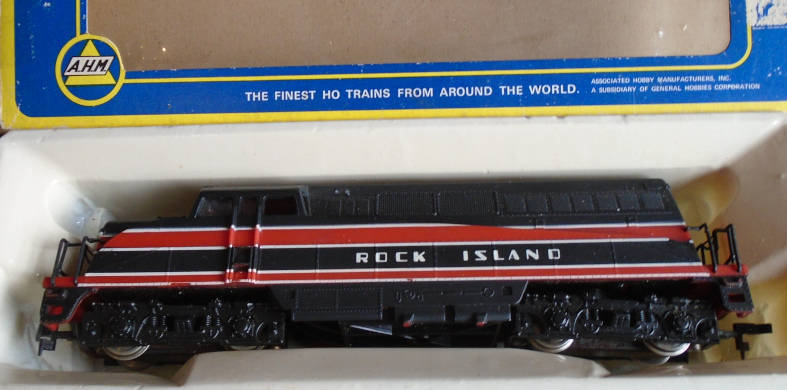 A.H.M.
THE FINEST HO TRAINS FROM AROUND THE WORLD.
ASSOCIATED HOBBY MANUFACTURERS, INC.
A SUBSIDIARY OF GENERAL HOBBIES CORPORATION
ROCK ISLAND